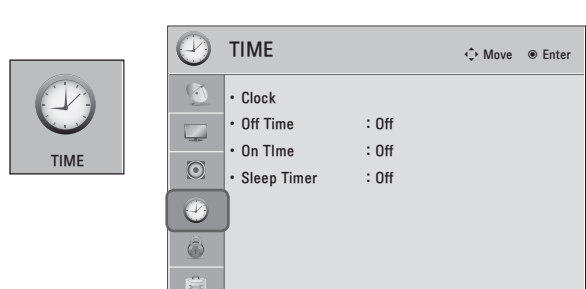 TIME
TIME
Move Enter
• Clock
• Off Time : Off
• On TIme : Off
• Sleep Timer : Off